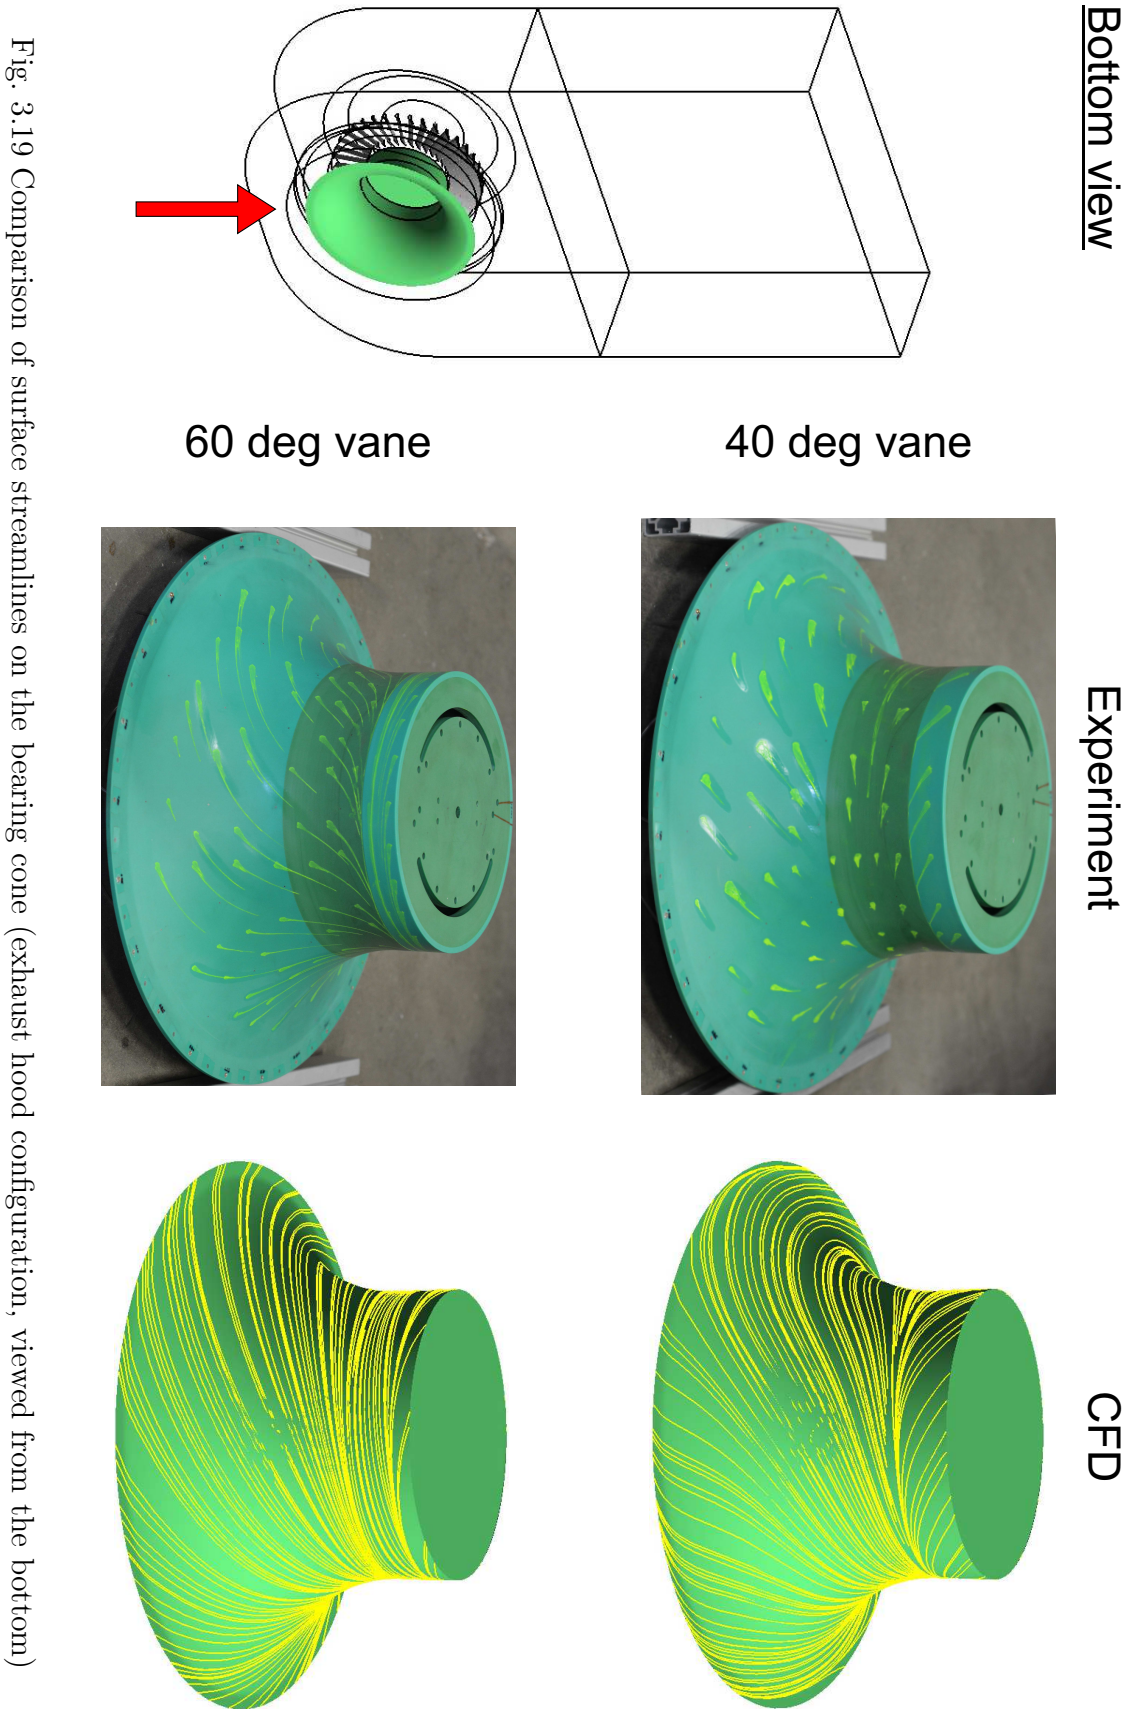 Bottom view
Experiment
CFD
40 deg vane
60 deg vane
Fig. 3.19 Comparison of surface streamlines on the bearing cone (exhaust hood configuration, viewed from the bottom)